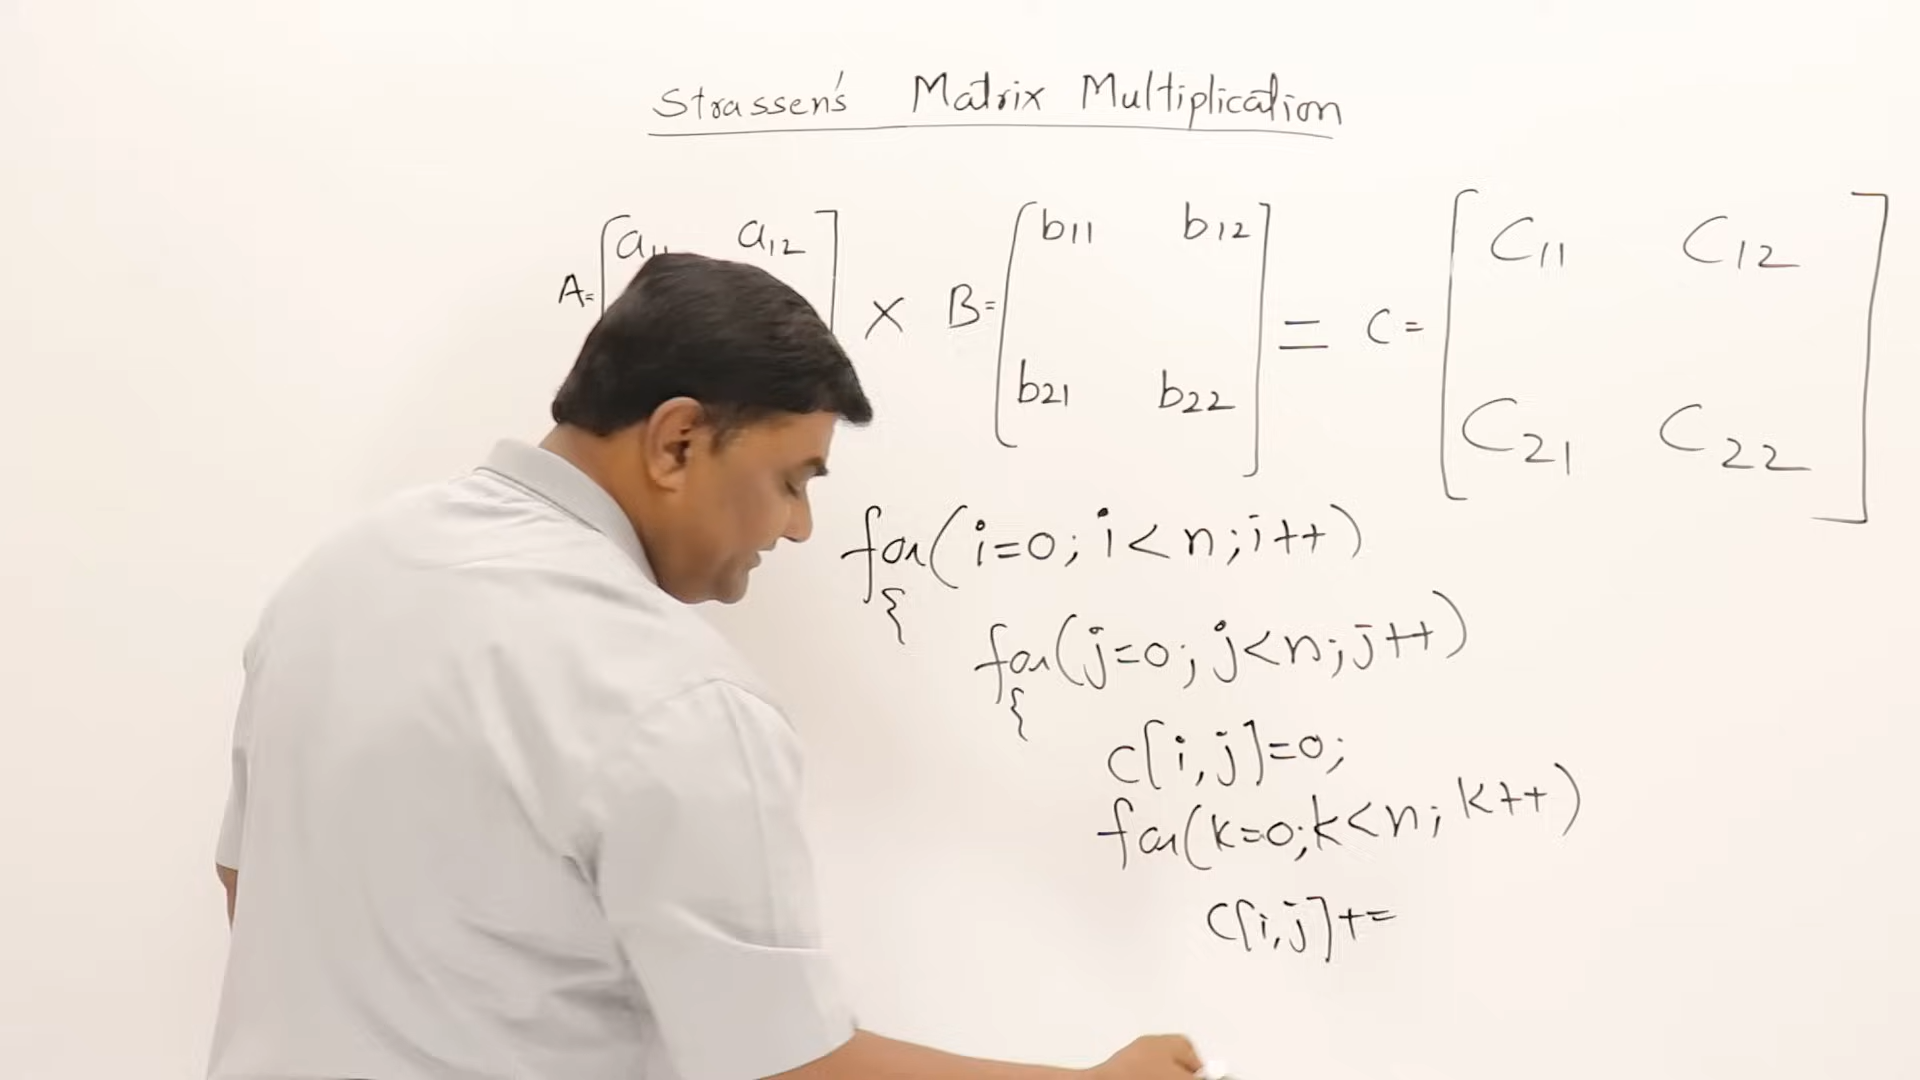 Strassen's Matrix Multiplication
A= a11 a12 × B= b11 b12 = C= C11 C12
b21 b22 C21 C22
for(i=0; i<n; i++)
{
for(j=0; j<n; j++)
{
c[i,j]=0;
for(k=0; k<n; k++)
c[i,j]+=